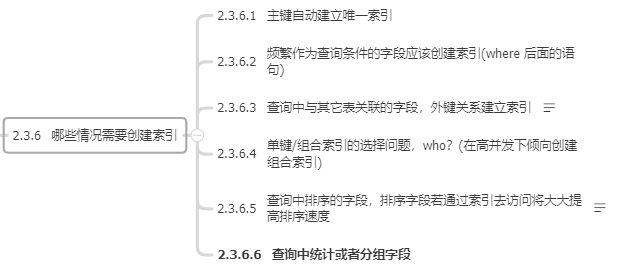 2.3.6.1 主键自动建立唯一索引
2.3.6.2 频繁作为查询条件的字段应该创建索引(where 后面的语
句)
2.3.6 哪些情况需要创建索引
2.3.6.3 查询中与其它表关联的字段，外键关系建立索引
2.3.6.4 单键/组合索引的选择问题，who？(在高并发下倾向创建
组合索引)
2.3.6.5 查询中排序的字段，排序字段若通过索引去访问将大大提
高排序速度
2.3.6.6 查询中统计或者分组字段